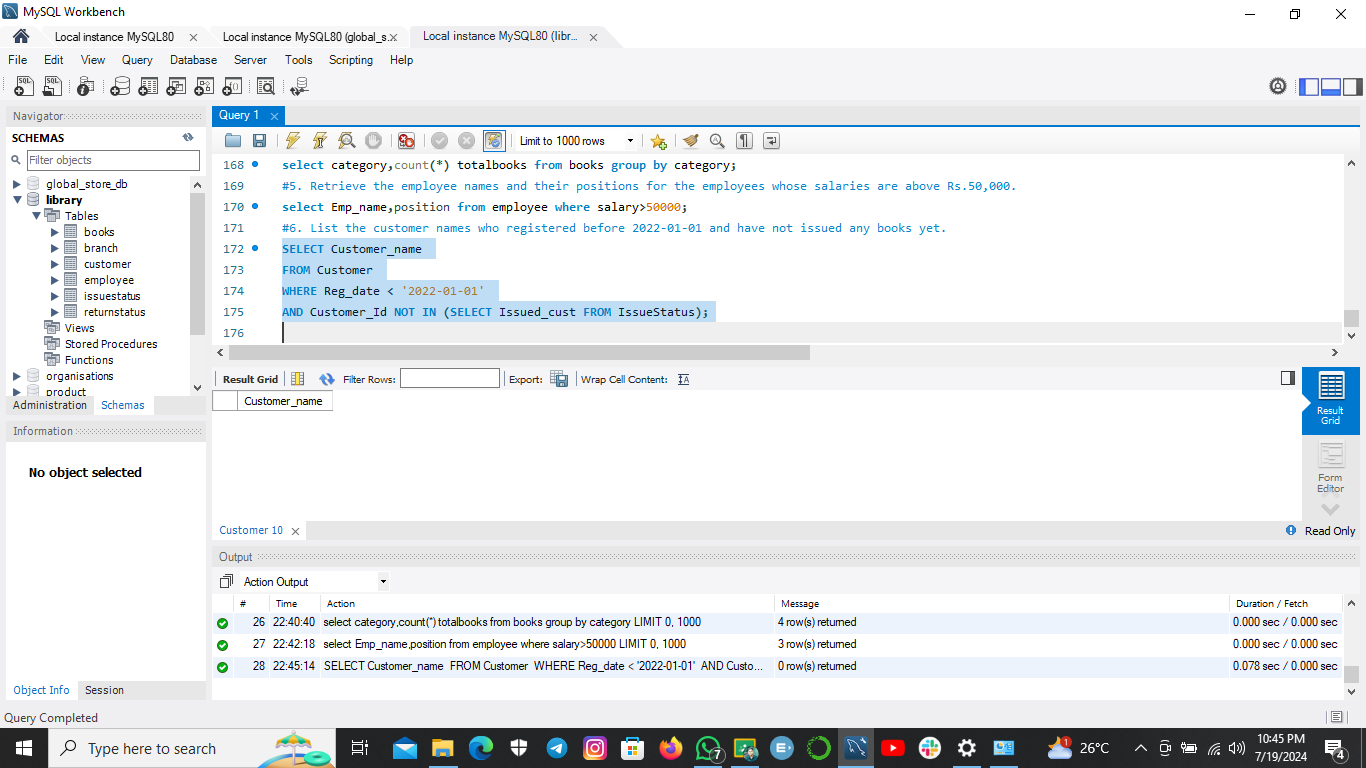 MySQL Workbench
Local instance MySQL80
Local instance MySQL80 (global_s...
Local instance MySQL80 (libr...
File Edit View Query Database Server Tools Scripting Help
Navigator
SCHEMAS
Filter objects
global_store_db
library
Tables
books
branch
customer
employee
issuestatus
returnstatus
Views
Stored Procedures
Functions
organisations
product
Administration Schemas
Information
No object selected
Object Info Session
Query 1
Limit to 1000 rows
168 select category,count(*) totalbooks from books group by category;
169 #5. Retrieve the employee names and their positions for the employees whose salaries are above Rs.50,000.
170 select Emp_name,position from employee where salary>50000;
171 #6. List the customer names who registered before 2022-01-01 and have not issued any books yet.
172 SELECT Customer_name
173 FROM Customer
174 WHERE Reg_date < '2022-01-01'
175 AND Customer_Id NOT IN (SELECT Issued_cust FROM IssueStatus);
176
Result Grid Filter Rows: Export: Wrap Cell Content:
Customer_name
Result Grid
Form Editor
Customer 10
Read Only
Output
Action Output
# Time Action Message Duration / Fetch
26 22:40:40 select category,count(*) totalbooks from books group by category LIMIT 0, 1000 4 row(s) returned 0.000 sec / 0.000 sec
27 22:42:18 select Emp_name,position from employee where salary>50000 LIMIT 0, 1000 3 row(s) returned 0.000 sec / 0.000 sec
28 22:45:14 SELECT Customer_name FROM Customer WHERE Reg_date < '2022-01-01' AND Custo... 0 row(s) returned 0.078 sec / 0.000 sec
Query Completed
Type here to search
7
1
26°C
10:45 PM
7/19/2024
4